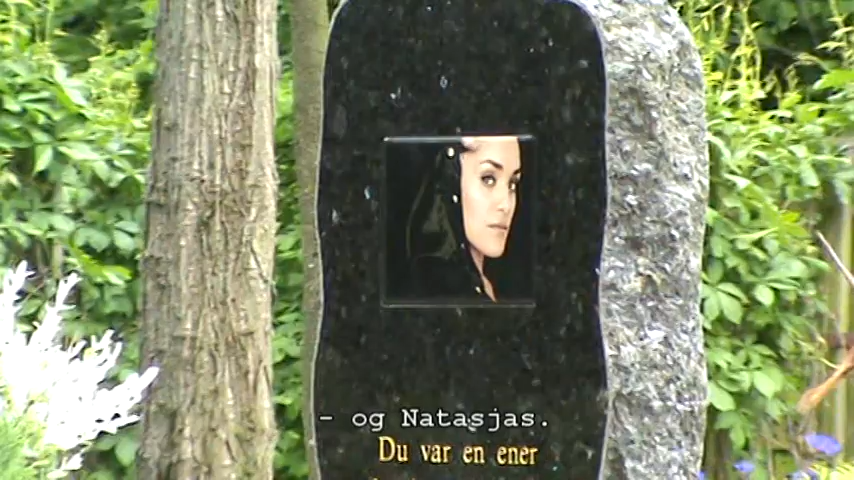 - og Natasjas.
Du var en ener